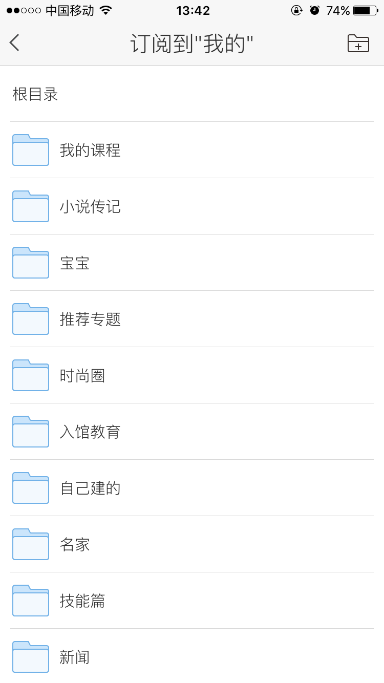 中国移动 13:42 74%
订阅到"我的"
根目录
我的课程
小说传记
宝宝
推荐专题
时尚圈
入馆教育
自己建的
名家
技能篇
新闻